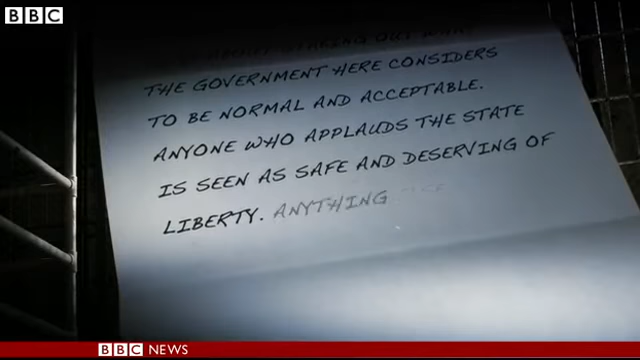 BBC
THE GOVERNMENT HERE CONSIDERS
TO BE NORMAL AND ACCEPTABLE.
ANYONE WHO APPLAUDS THE STATE
IS SEEN AS SAFE AND DESERVING OF
LIBERTY. ANYTHING
BBC NEWS